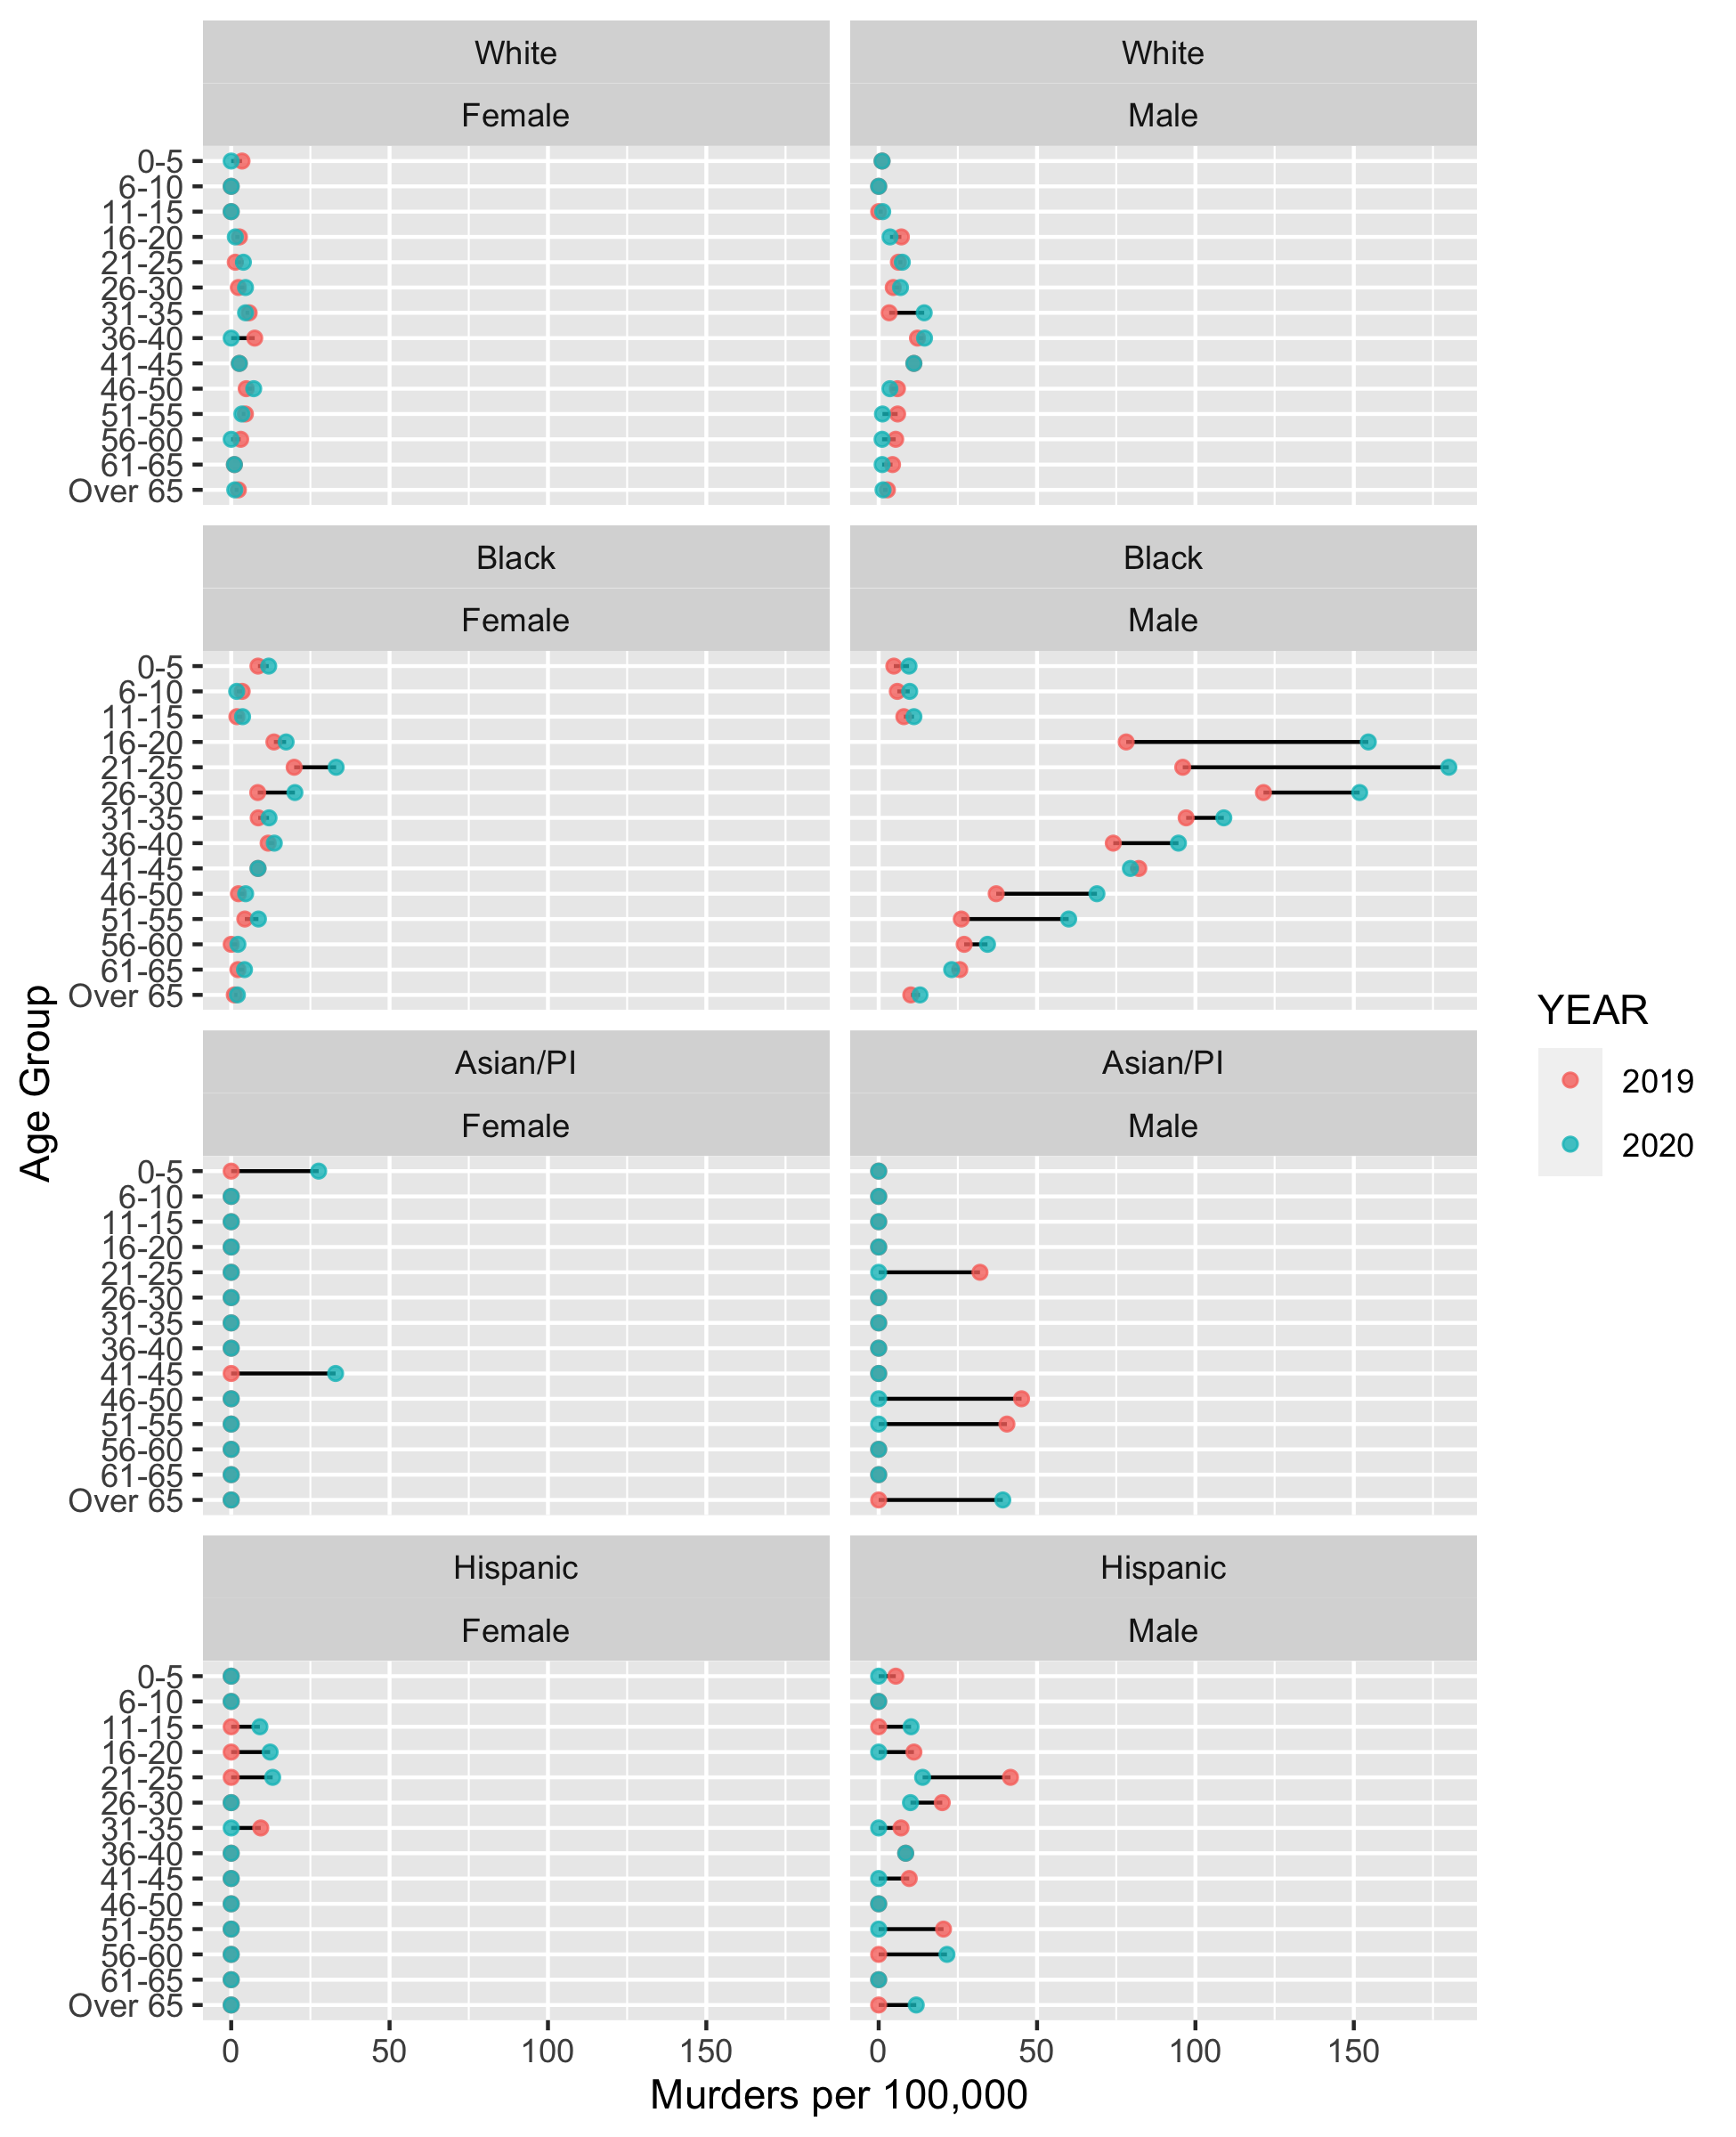 White
White
Female
Male
0-5
6-10
11-15
16-20
21-25
26-30
31-35
36-40
41-45
46-50
51-55
56-60
61-65
Over 65
Black
Black
Female
Male
0-5
6-10
11-15
16-20
21-25
26-30
31-35
36-40
41-45
46-50
51-55
56-60
61-65
Over 65
Asian/PI
Asian/PI
Female
Male
0-5
6-10
11-15
16-20
21-25
26-30
31-35
36-40
41-45
46-50
51-55
56-60
61-65
Over 65
Hispanic
Hispanic
Female
Male
0-5
6-10
11-15
16-20
21-25
26-30
31-35
36-40
41-45
46-50
51-55
56-60
61-65
Over 65
0 50 100 150
0 50 100 150
Murders per 100,000
Age Group
YEAR
2019
2020